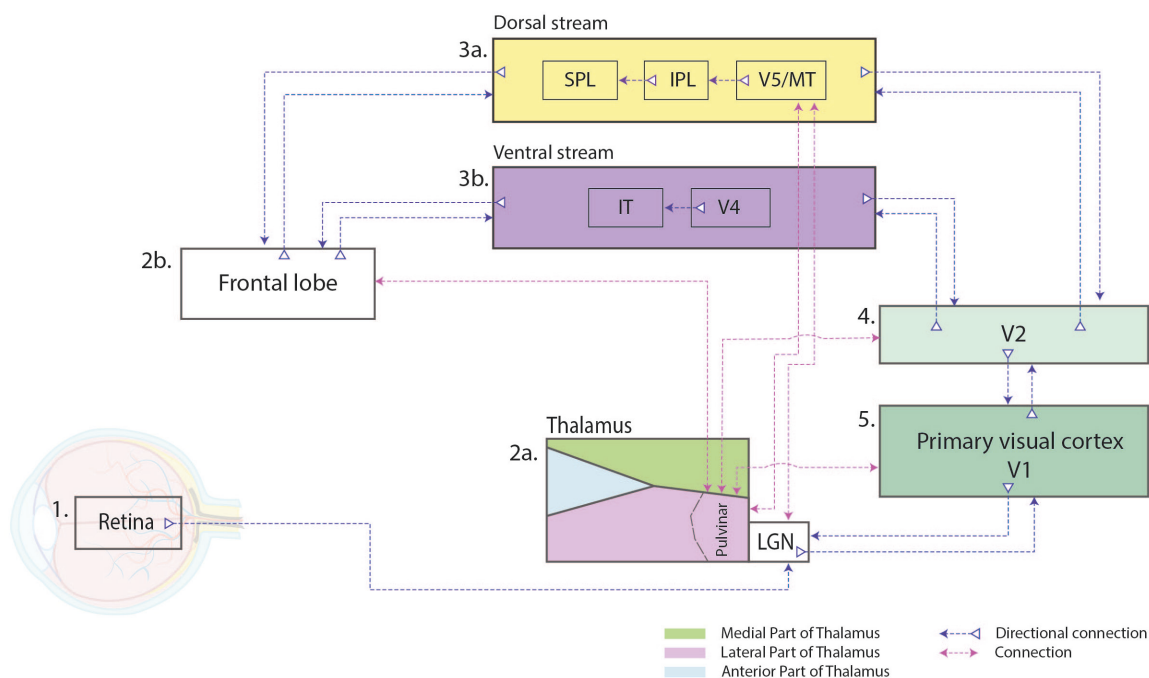 Dorsal stream
3a.
SPL
IPL
V5/MT
Ventral stream
3b.
IT
V4
2b.
Frontal lobe
4.
V2
5.
Primary visual cortex
V1
Thalamus
2a.
Pulvinar
LGN
1.
Retina
Medial Part of Thalamus
Lateral Part of Thalamus
Anterior Part of Thalamus
Directional connection
Connection